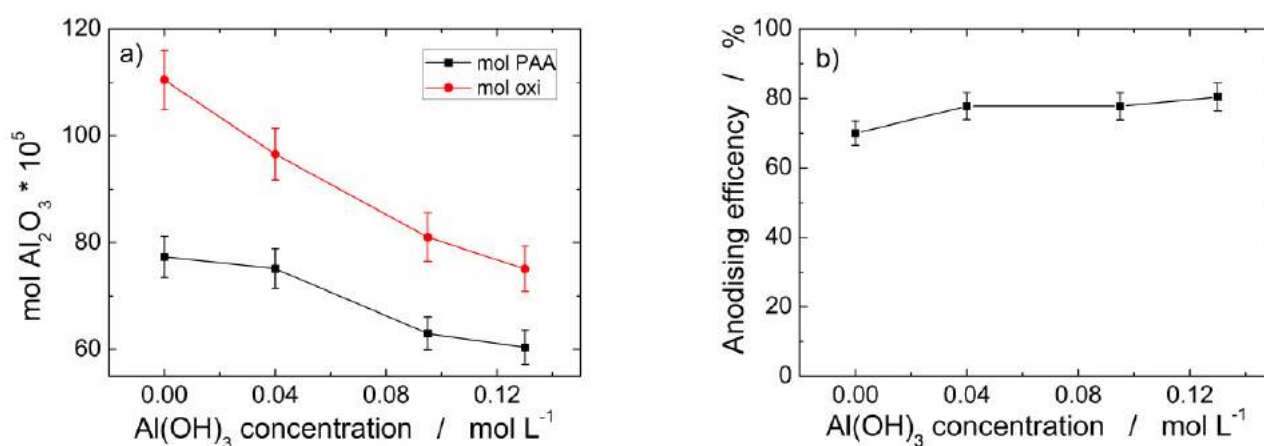 a)
mol PAA
mol oxi
120
100
80
60
mol Al₂O₃ * 10⁵
0.00 0.04 0.08 0.12
Al(OH)₃ concentration / mol L⁻¹
b)
100
80
60
40
20
0
Anodising efficency / %
0.00 0.04 0.08 0.12
Al(OH)₃ concentration / mol L⁻¹